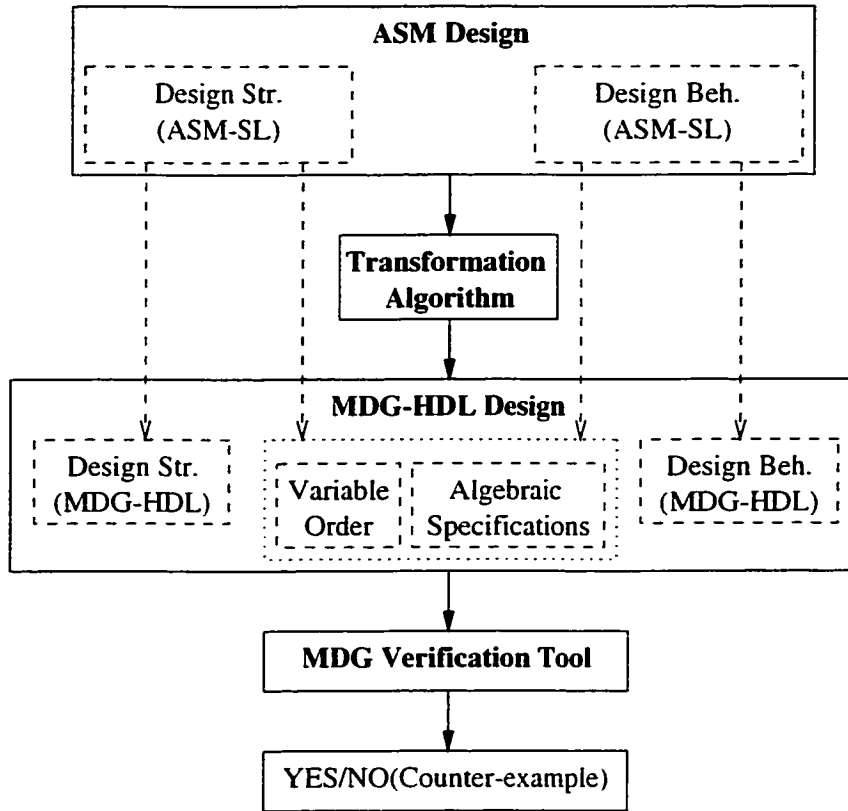 ASM Design
Design Str.
(ASM-SL)
Design Beh.
(ASM-SL)
Transformation
Algorithm
MDG-HDL Design
Design Str.
(MDG-HDL)
Variable
Order
Algebraic
Specifications
Design Beh.
(MDG-HDL)
MDG Verification Tool
YES/NO(Counter-example)